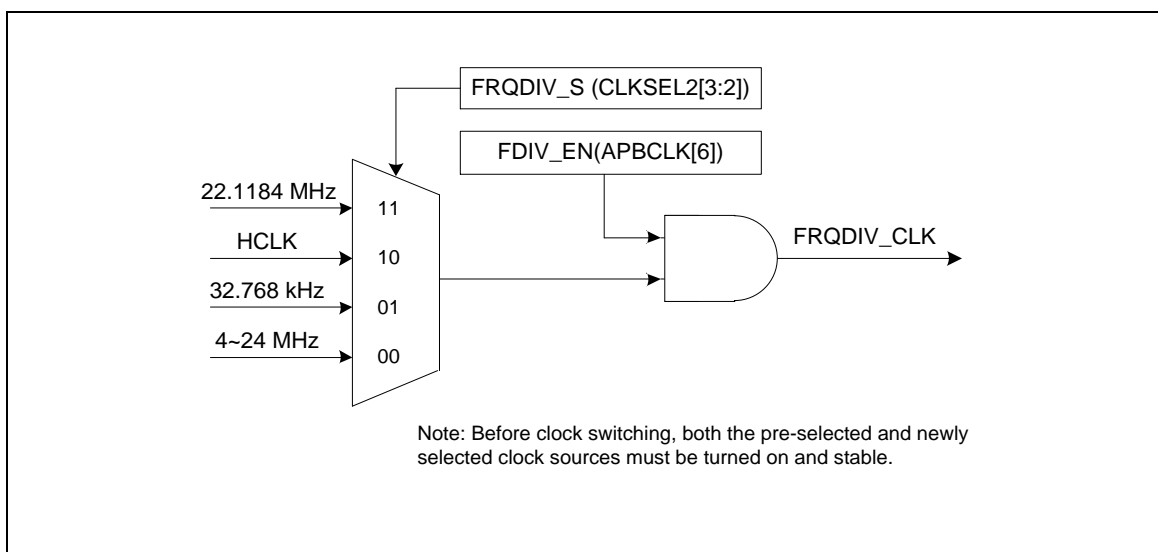 FRQDIV_S (CLKSEL2[3:2])
FDIV_EN(APBCLK[6])
22.1184 MHz
11
HCLK
10
32.768 kHz
01
4~24 MHz
00
FRQDIV_CLK
Note: Before clock switching, both the pre-selected and newly
selected clock sources must be turned on and stable.